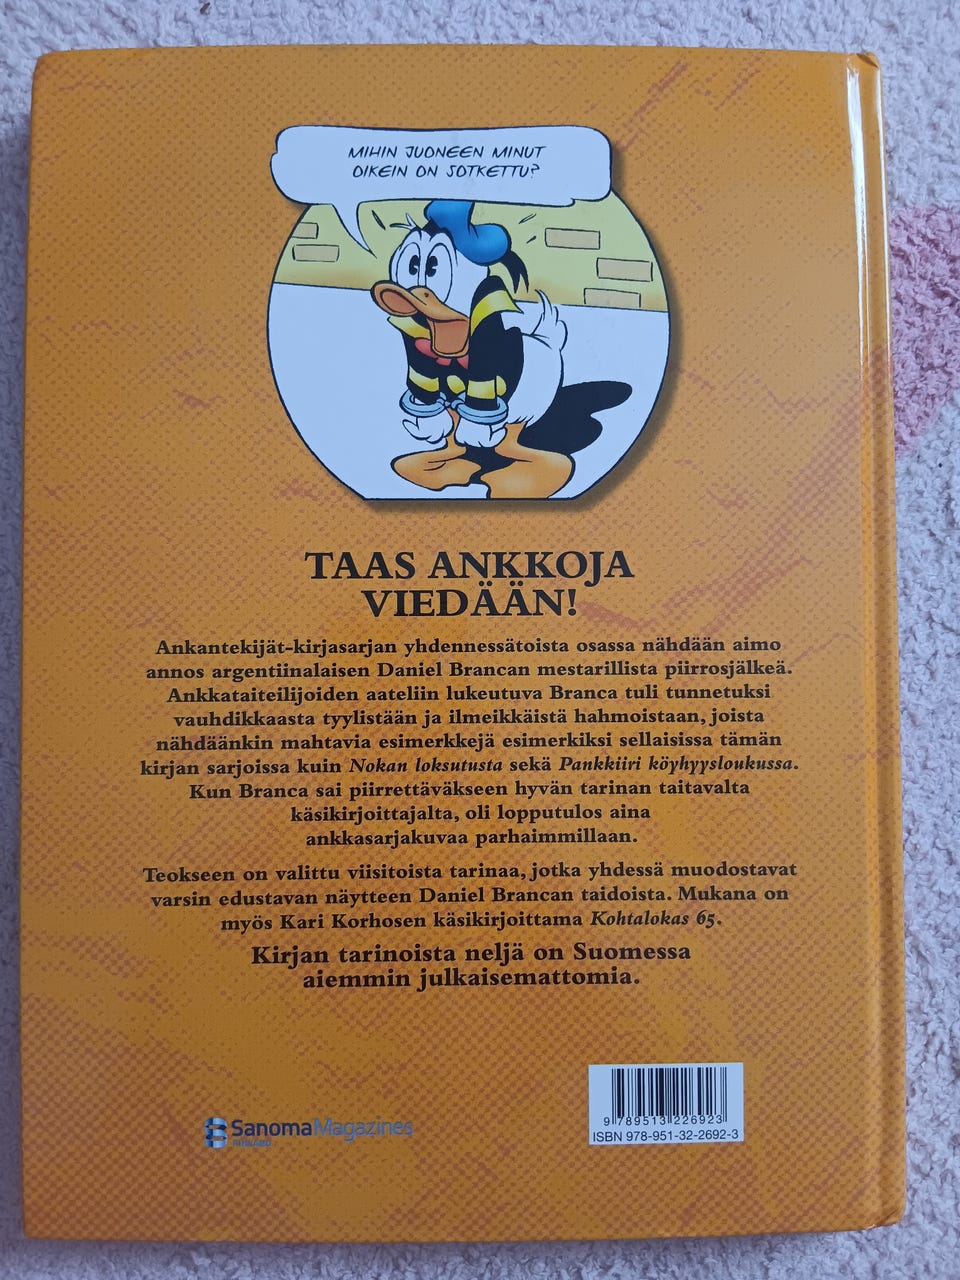 MIHIN JUONEEN MINUT
OIKEIN ON SOTKETTU?
TAAS ANKKOJA
VIEDÄÄN!
Ankantekijät-kirjasarjan yhdennessätoista osassa nähdään aimo
annos argentiinalaisen Daniel Brancan mestarillista piirrosjälkeä.
Ankkataiteilijoiden aateliin lukeutuva Branca tuli tunnetuksi
vauhdikkaasta tyylistään ja ilmeikkäistä hahmoistaan, joista
nähdäänkin mahtavia esimerkkejä esimerkiksi sellaisissa tämän
kirjan sarjoissa kuin Nokan loksutusta sekä Pankkiiri köyhyysloukussa.
Kun Branca sai piirrettäväkseen hyvän tarinan taitavalta
käsikirjoittajalta, oli lopputulos aina
ankkasarjakuvaa parhaimmillaan.
Teokseen on valittu viisitoista tarinaa, jotka yhdessä muodostavat
varsin edustavan näytteen Daniel Brancan taidoista. Mukana on
myös Kari Korhosen käsikirjoittama Kohtalokas 65.
Kirjan tarinoista neljä on Suomessa
aiemmin julkaisemattomia.
SanomaMagazines
FINLAND
9 789513 226923
ISBN 978-951-32-2692-3